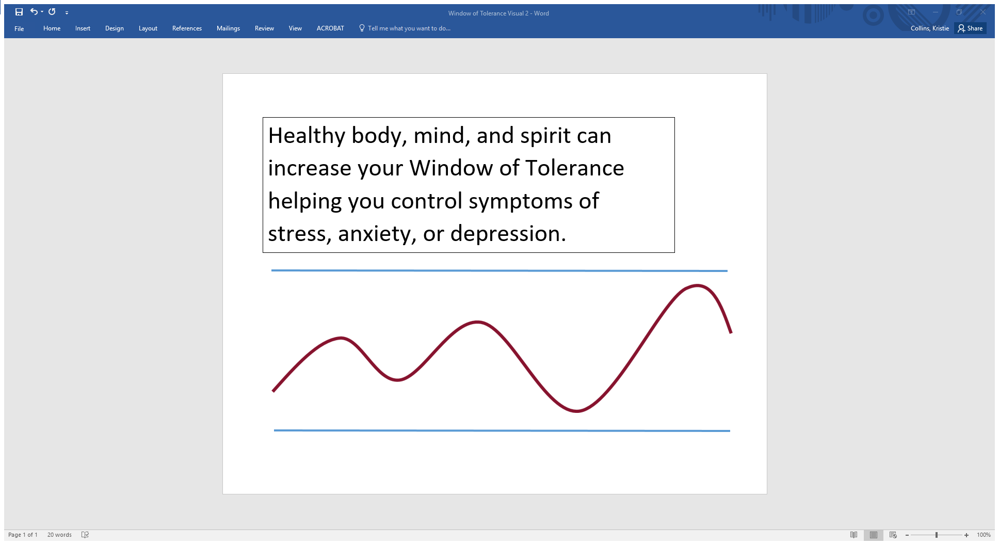 Window of Tolerance Visual 2 - Word
File Home Insert Design Layout References Mailings Review View ACROBAT Tell me what you want to do... Collins, Kristie Share
Healthy body, mind, and spirit can
increase your Window of Tolerance
helping you control symptoms of
stress, anxiety, or depression.
Page 1 of 1 20 words 100%